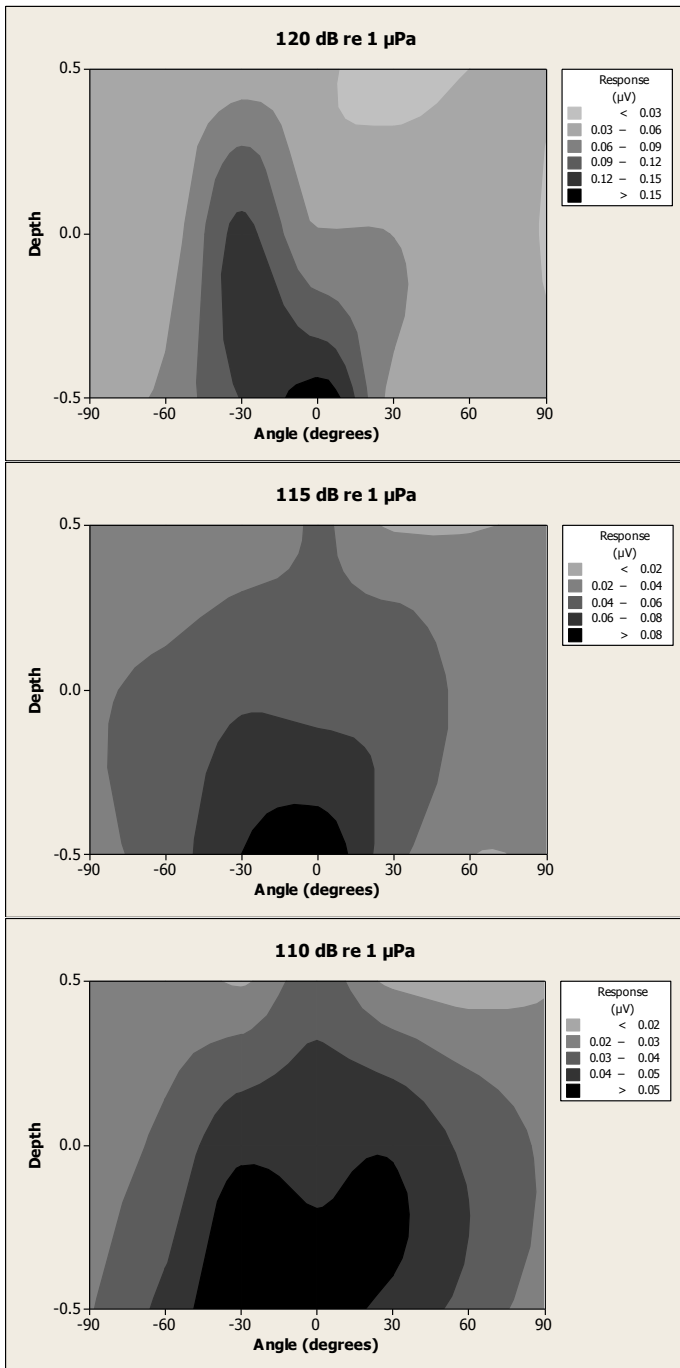 120 dB re 1 µPa
Depth
0.5
0.0
-0.5
-90 -60 -30 0 30 60 90
Angle (degrees)
Response
(µV)
< 0.03
0.03 – 0.06
0.06 – 0.09
0.09 – 0.12
0.12 – 0.15
> 0.15
115 dB re 1 µPa
Depth
0.5
0.0
-0.5
-90 -60 -30 0 30 60 90
Angle (degrees)
Response
(µV)
< 0.02
0.02 – 0.04
0.04 – 0.06
0.06 – 0.08
> 0.08
110 dB re 1 µPa
Depth
0.5
0.0
-0.5
-90 -60 -30 0 30 60 90
Angle (degrees)
Response
(µV)
< 0.02
0.02 – 0.03
0.03 – 0.04
0.04 – 0.05
> 0.05